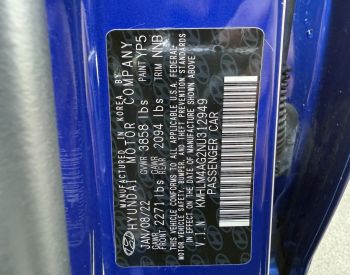 MANUFACTURED IN KOREA BY
HYUNDAI MOTOR COMPANY
JAN/08/22 PAINT YP5
GVWR 3858 lbs TRIM NNB
GAWR GAWR
FRONT 2271 lbs REAR 2094 lbs
THIS VEHICLE CONFORMS TO ALL APPLICABLE U.S.A. FEDERAL
MOTOR VEHICLE SAFETY, BUMPER, AND THEFT PREVENTION
STANDARDS IN EFFECT ON THE DATE OF MANUFACTURE SHOWN ABOVE.
V.I.N: KMHLM4AG2NU312949
PASSENGER CAR